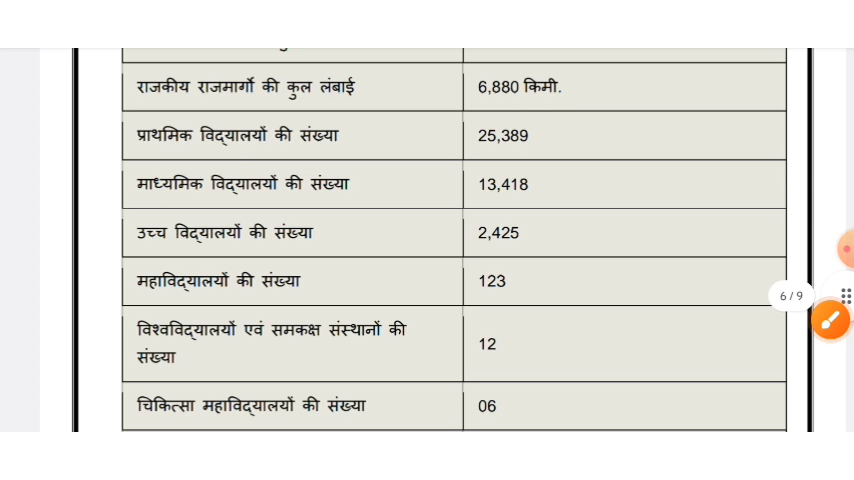 राजकीय राजमार्गो की कुल लंबाई 6,880 किमी.
प्राथमिक विद्यालयों की संख्या 25,389
माध्यमिक विद्यालयों की संख्या 13,418
उच्च विद्यालयों की संख्या 2,425
महाविद्यालयों की संख्या 123
विश्वविद्यालयों एवं समकक्ष संस्थानों की
संख्या 12
चिकित्सा महाविद्यालयों की संख्या 06
6/9